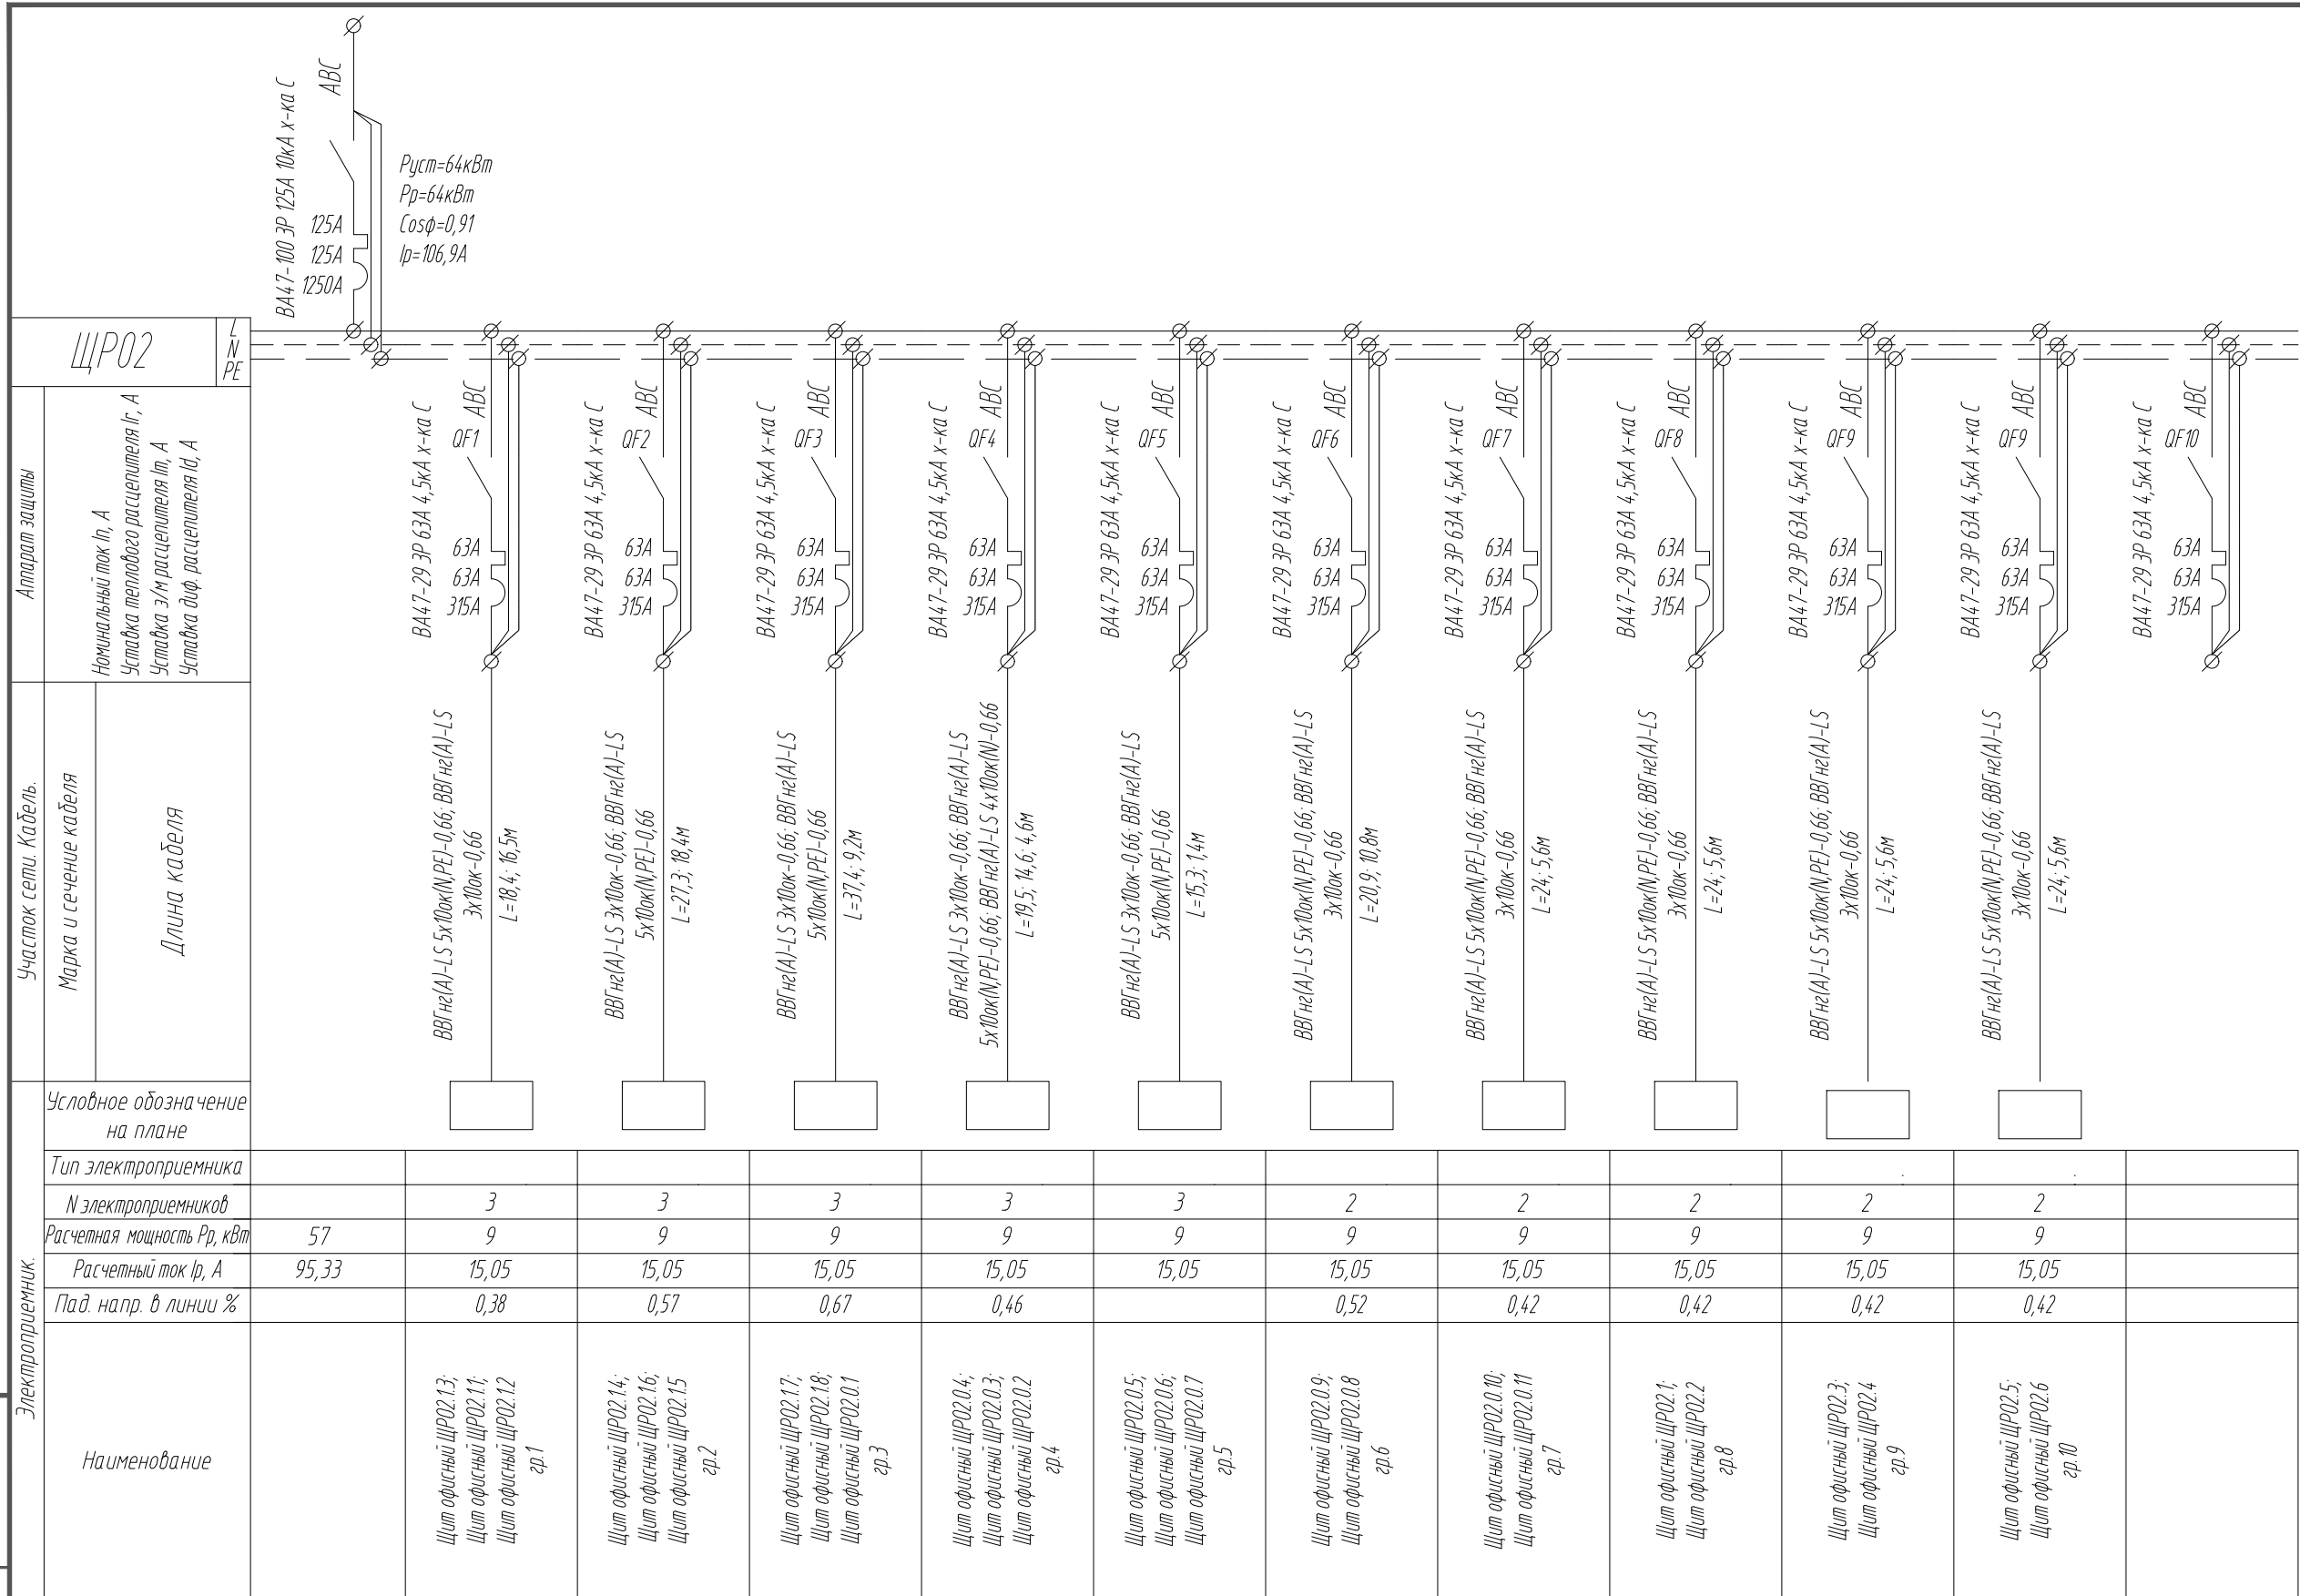 ВА47-100 3Р 125А 10кА х-ка С
АВС
125А
125А
1250А
Руст=64кВт
Рр=64кВт
Cosφ=0,91
Iр=106,9А
ЩР02
L
N
PE
Аппарат защиты
Номинальный ток In, А
Уставка теплового расцепителя Ir, А
Уставка э/м расцепителя Im, А
Уставка диф. расцепителя Id, А
ВА47-29 3Р 63А 4,5кА х-ка С
QF1
АВС
63А
63А
315А
ВА47-29 3Р 63А 4,5кА х-ка С
QF2
АВС
63А
63А
315А
ВА47-29 3Р 63А 4,5кА х-ка С
QF3
АВС
63А
63А
315А
ВА47-29 3Р 63А 4,5кА х-ка С
QF4
АВС
63А
63А
315А
ВА47-29 3Р 63А 4,5кА х-ка С
QF5
АВС
63А
63А
315А
ВА47-29 3Р 63А 4,5кА х-ка С
QF6
АВС
63А
63А
315А
ВА47-29 3Р 63А 4,5кА х-ка С
QF7
АВС
63А
63А
315А
ВА47-29 3Р 63А 4,5кА х-ка С
QF8
АВС
63А
63А
315А
ВА47-29 3Р 63А 4,5кА х-ка С
QF9
АВС
63А
63А
315А
ВА47-29 3Р 63А 4,5кА х-ка С
QF9
АВС
63А
63А
315А
ВА47-29 3Р 63А 4,5кА х-ка С
QF10
АВС
63А
63А
315А
Участок сети. Кабель.
Марка и сечение кабеля
Длина кабеля
ВВГнг(А)-LS 5х10ок(N,PE)-0,66; ВВГнг(А)-LS
3х10ок-0,66
L=18,4; 16,5м
ВВГнг(А)-LS 3х10ок-0,66; ВВГнг(А)-LS
5х10ок(N,PE)-0,66
L=27,3; 18,4м
ВВГнг(А)-LS 3х10ок-0,66; ВВГнг(А)-LS
5х10ок(N,PE)-0,66
L=37,4; 9,2м
ВВГнг(А)-LS 3х10ок-0,66; ВВГнг(А)-LS
5х10ок(N,PE)-0,66; ВВГнг(А)-LS 4х10ок(N)-0,66
L=19,5; 14,6; 4,6м
ВВГнг(А)-LS 3х10ок-0,66; ВВГнг(А)-LS
5х10ок(N,PE)-0,66
L=15,3; 1,4м
ВВГнг(А)-LS 5х10ок(N,PE)-0,66; ВВГнг(А)-LS
3х10ок-0,66
L=20,9; 10,8м
ВВГнг(А)-LS 5х10ок(N,PE)-0,66; ВВГнг(А)-LS
3х10ок-0,66
L=24; 5,6м
ВВГнг(А)-LS 5х10ок(N,PE)-0,66; ВВГнг(А)-LS
3х10ок-0,66
L=24; 5,6м
ВВГнг(А)-LS 5х10ок(N,PE)-0,66; ВВГнг(А)-LS
3х10ок-0,66
L=24; 5,6м
ВВГнг(А)-LS 5х10ок(N,PE)-0,66; ВВГнг(А)-LS
3х10ок-0,66
L=24; 5,6м
Электроприемник.
Условное обозначение
на плане
Тип электроприемника
N электроприемников 3 3 3 3 3 2 2 2 2 2
Расчетная мощность Рр, кВт 57 9 9 9 9 9 9 9 9 9 9
Расчетный ток Iр, А 95,33 15,05 15,05 15,05 15,05 15,05 15,05 15,05 15,05 15,05 15,05
Пад. напр. в линии % 0,38 0,57 0,67 0,46 0,52 0,42 0,42 0,42 0,42
Наименование
Щит офисный ЩР02.1.3;
Щит офисный ЩР02.1.1;
Щит офисный ЩР02.1.2
гр.1
Щит офисный ЩР02.1.4;
Щит офисный ЩР02.1.6;
Щит офисный ЩР02.1.5
гр.2
Щит офисный ЩР02.1.7;
Щит офисный ЩР02.1.8;
Щит офисный ЩР02.0.1
гр.3
Щит офисный ЩР02.0.4;
Щит офисный ЩР02.0.3;
Щит офисный ЩР02.0.2
гр.4
Щит офисный ЩР02.0.5;
Щит офисный ЩР02.0.6;
Щит офисный ЩР02.0.7
гр.5
Щит офисный ЩР02.0.9;
Щит офисный ЩР02.0.8
гр.6
Щит офисный ЩР02.0.10;
Щит офисный ЩР02.0.11
гр.7
Щит офисный ЩР02.1;
Щит офисный ЩР02.2
гр.8
Щит офисный ЩР02.3;
Щит офисный ЩР02.4
гр.9
Щит офисный ЩР02.5;
Щит офисный ЩР02.6
гр.10